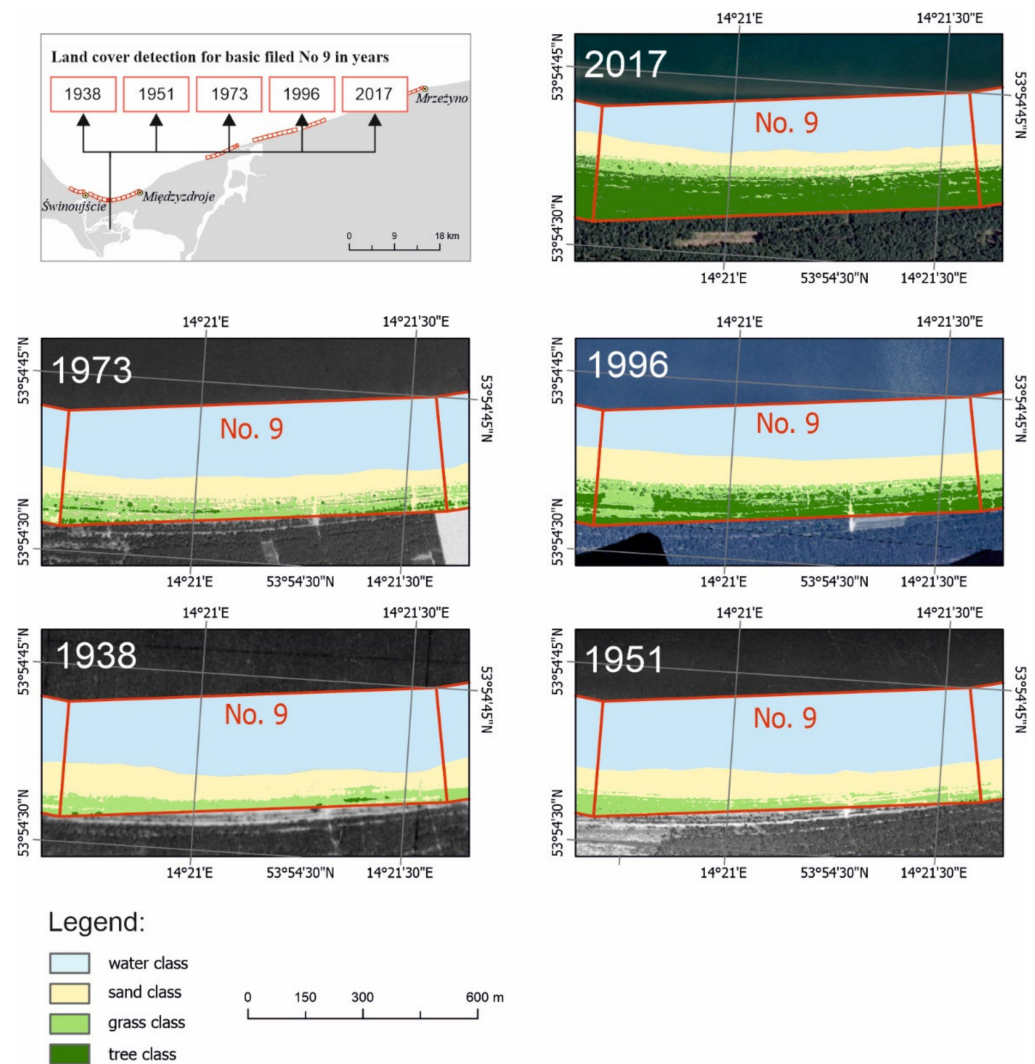 Land cover detection for basic filed No 9 in years
1938 1951 1973 1996 2017
Mrzeżyno
Międzyzdroje
Świnoujście
0 9 18 km
14°21'E 14°21'30"E
2017
No. 9
53°54'45"N
53°54'30"N
53°54'45"N
14°21'E 53°54'30"N 14°21'30"E
14°21'E 14°21'30"E
1973
No. 9
53°54'45"N
53°54'30"N
53°54'45"N
14°21'E 53°54'30"N 14°21'30"E
14°21'E 14°21'30"E
1996
No. 9
53°54'45"N
53°54'30"N
53°54'45"N
14°21'E 53°54'30"N 14°21'30"E
14°21'E 14°21'30"E
1938
No. 9
53°54'45"N
53°54'30"N
53°54'45"N
14°21'E 53°54'30"N 14°21'30"E
14°21'E 14°21'30"E
1951
No. 9
53°54'45"N
53°54'30"N
53°54'45"N
14°21'E 53°54'30"N 14°21'30"E
Legend:
water class
sand class
grass class
tree class
0 150 300 600 m